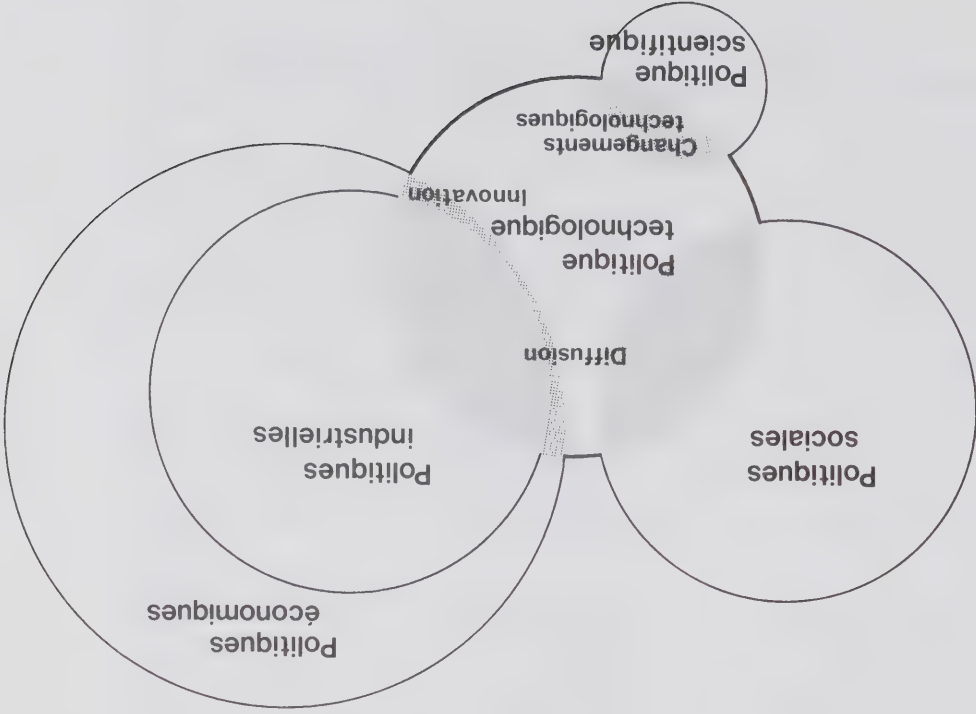 Politiques
économiques
Politiques
sociales
Politiques
industrielles
Diffusion
Politique
technologique
Innovation
Changements
technologiques
Politique
scientifique